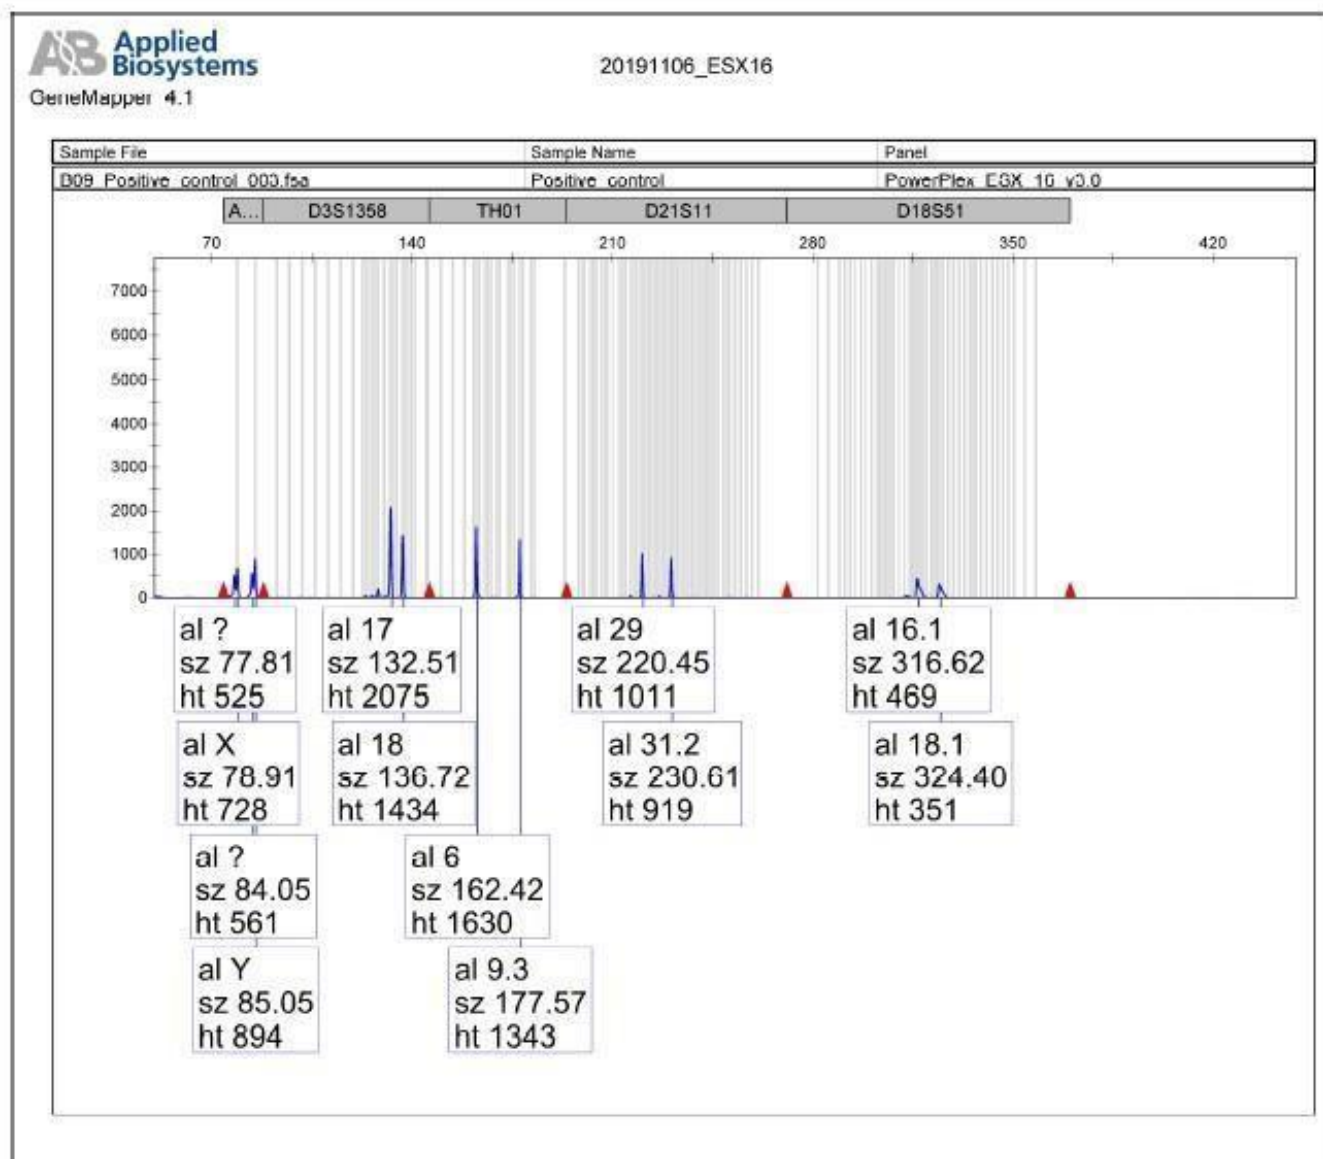 AB Applied
Biosystems
GeneMapper 4.1
20191106_ESX16
Sample File Sample Name Panel
B09_Positive_control_003.fsa Positive_control PowerPlex_ESX_16_v3.0
A... D3S1358 TH01 D21S11 D18S51
70 140 210 280 350 420
7000
6000
5000
4000
3000
2000
1000
0
al ?
sz 77.81
ht 525
al X
sz 78.91
ht 728
al ?
sz 84.05
ht 561
al Y
sz 85.05
ht 894
al 17
sz 132.51
ht 2075
al 18
sz 136.72
ht 1434
al 6
sz 162.42
ht 1630
al 9.3
sz 177.57
ht 1343
al 29
sz 220.45
ht 1011
al 31.2
sz 230.61
ht 919
al 16.1
sz 316.62
ht 469
al 18.1
sz 324.40
ht 351